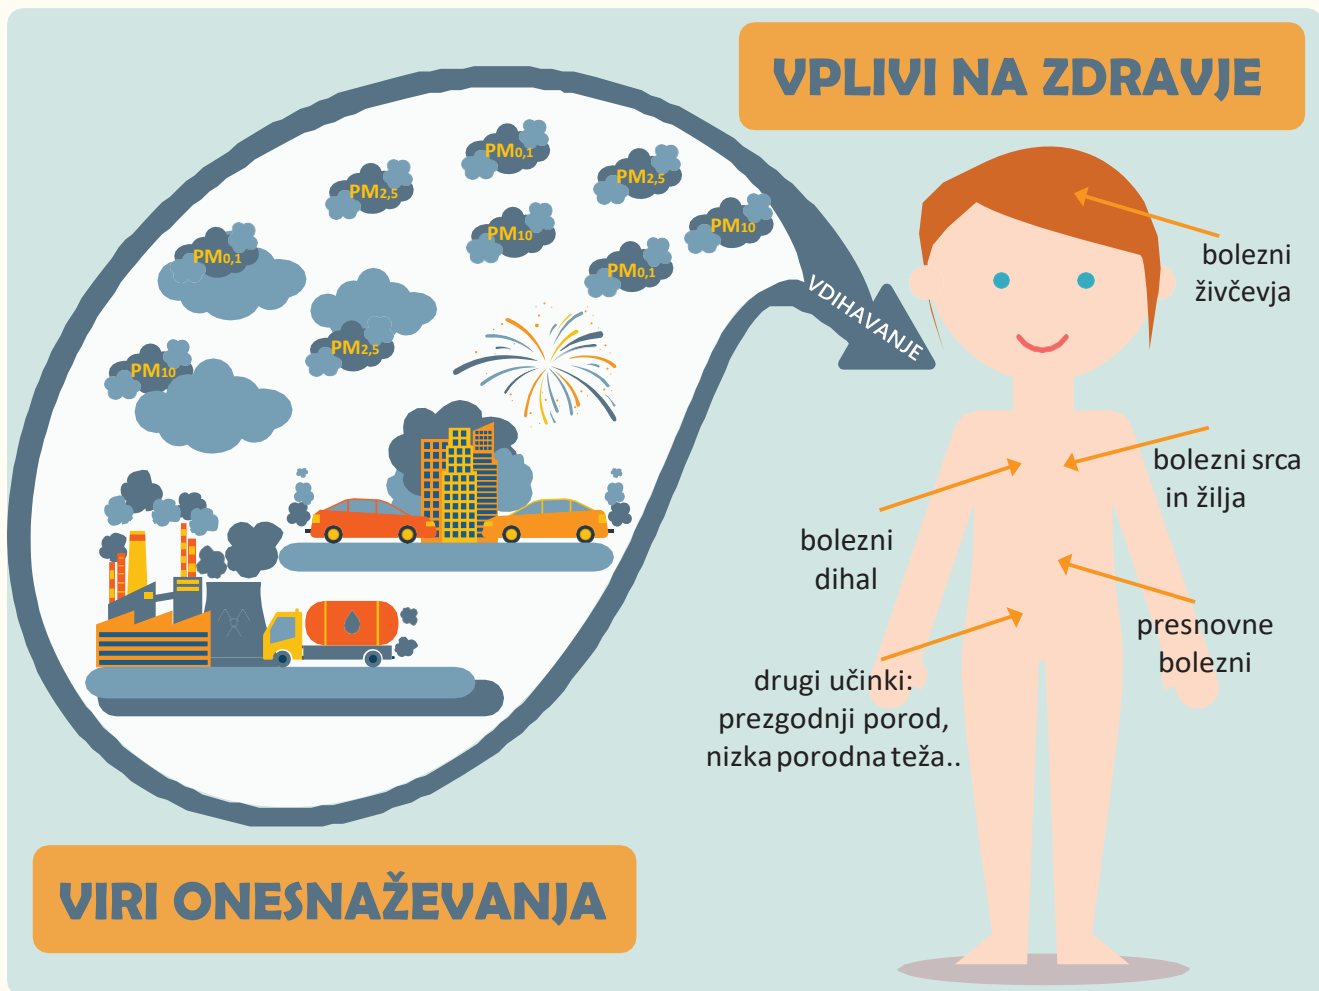 VPLIVI NA ZDRAVJE
PM0,1
PM2,5
PM2,5
PM10
PM10
PM0,1
PM0,1
PM2,5
PM10
VDIHAVANJE
bolezni
živčevja
bolezni srca
in žilja
bolezni
dihal
presnovne
bolezni
drugi učinki:
prezgodnji porod,
nizka porodna teža..
VIRI ONESNAŽEVANJA